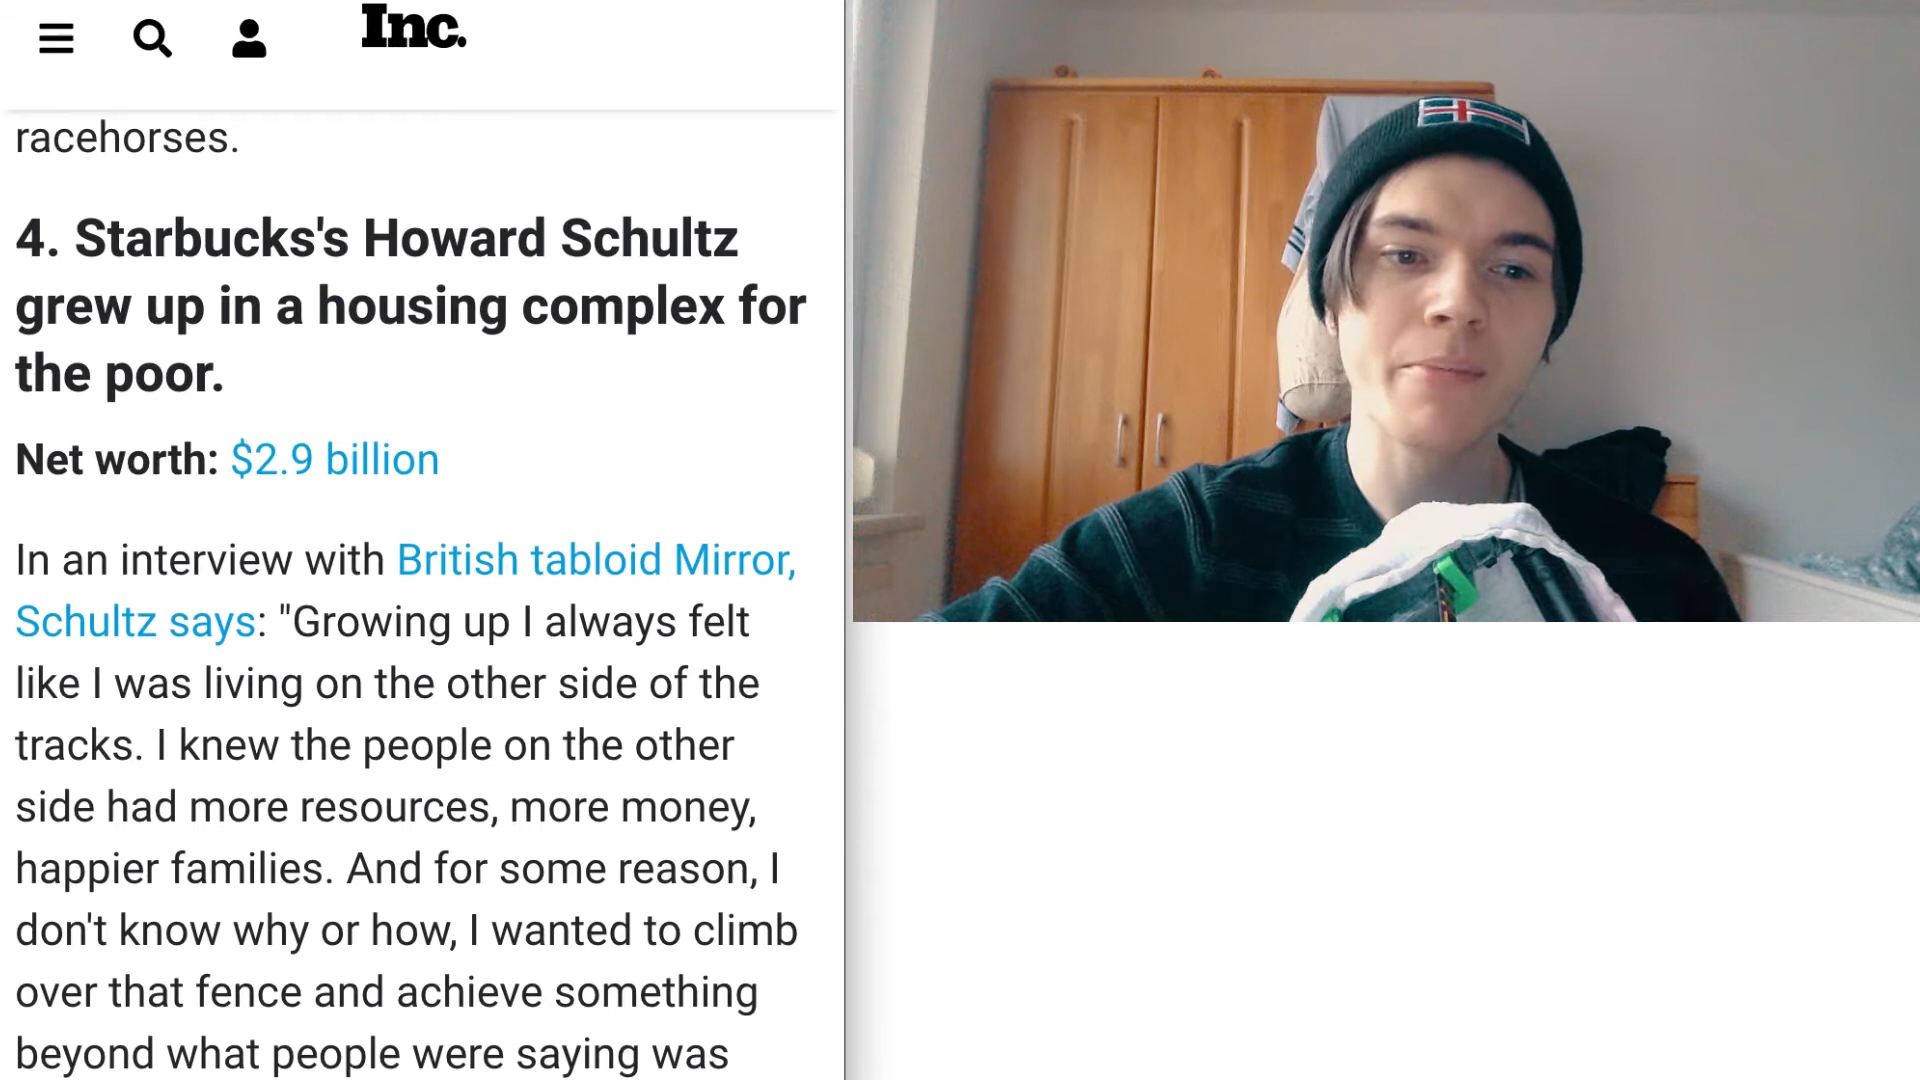 Inc.
racehorses.
4. Starbucks's Howard Schultz
grew up in a housing complex for
the poor.
Net worth: $2.9 billion
In an interview with British tabloid Mirror,
Schultz says: "Growing up I always felt
like I was living on the other side of the
tracks. I knew the people on the other
side had more resources, more money,
happier families. And for some reason, I
don't know why or how, I wanted to climb
over that fence and achieve something
beyond what people were saying was